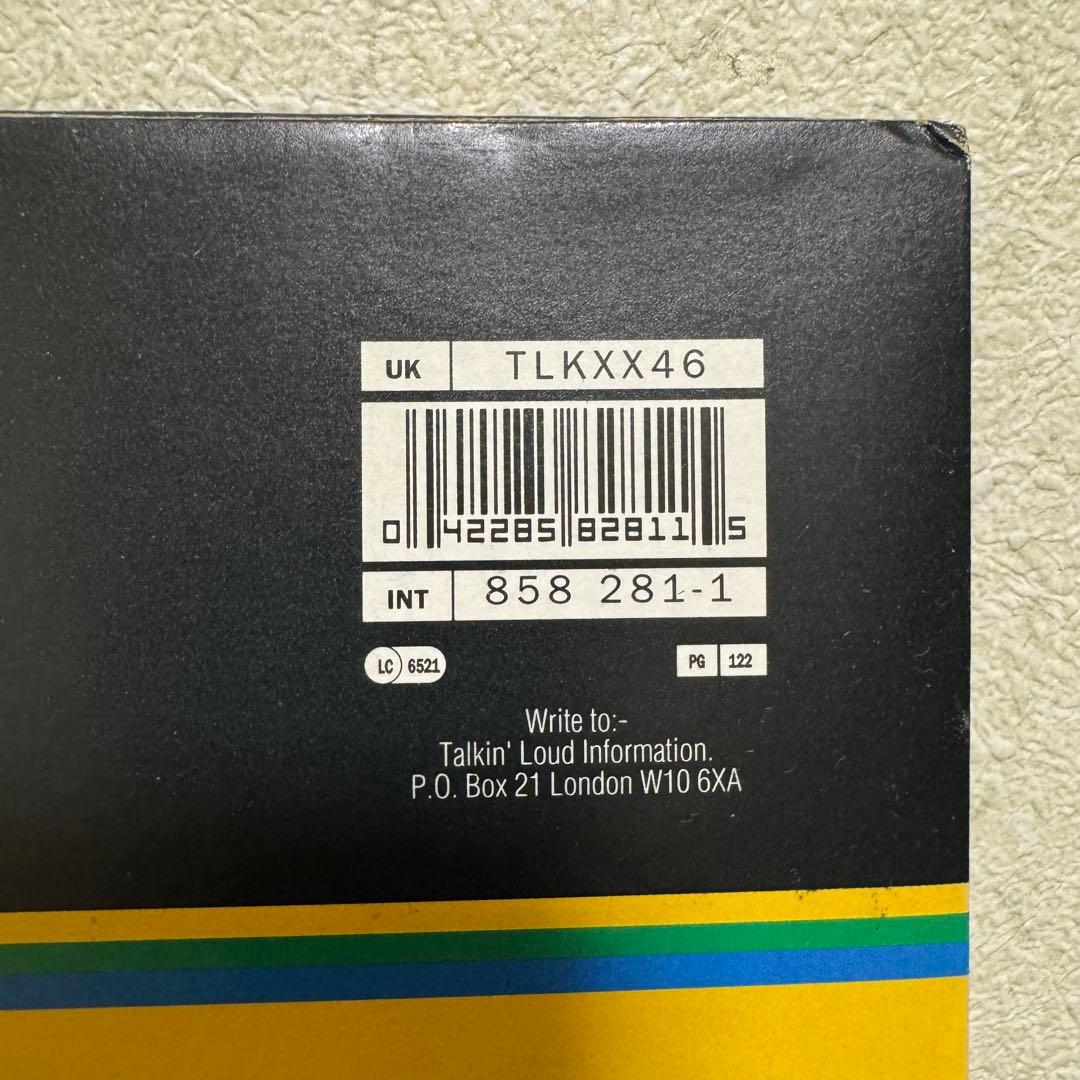 UK TLKXX46
0 42285 82811 5
INT 858 281-1
LC 6521 PG 122
Write to:-
Talkin' Loud Information.
P.O. Box 21 London W10 6XA